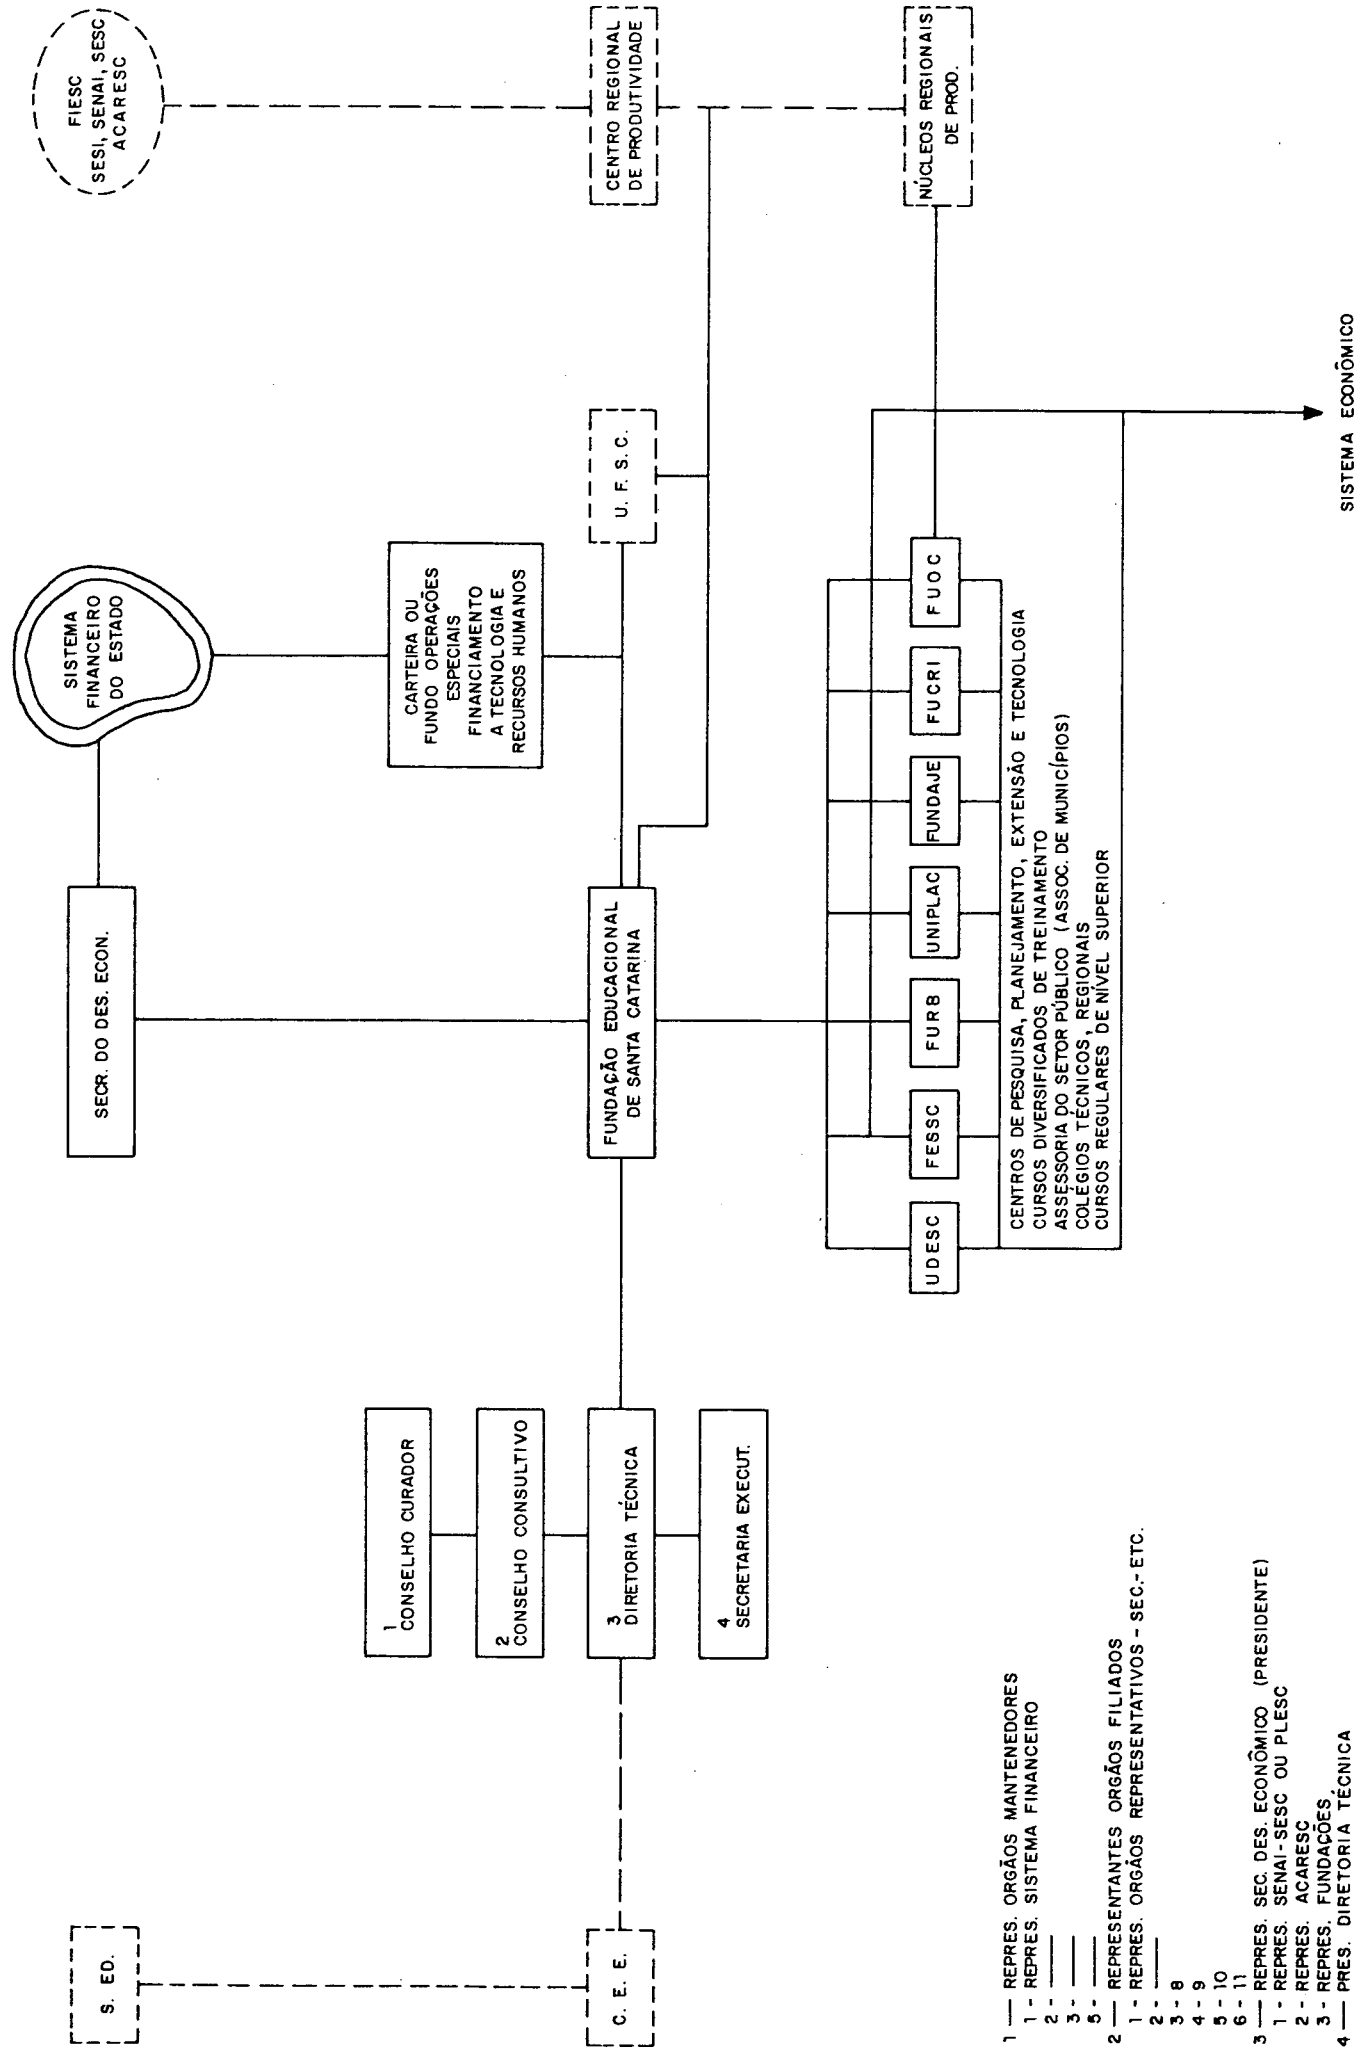 S. ED.
C. E. E.
SECR. DO DES. ECON.
SISTEMA
FINANCEIRO
DO ESTADO
FIESC
SESI, SENAI, SESC
ACARESC
1
CONSELHO CURADOR
2
CONSELHO CONSULTIVO
3
DIRETORIA TÉCNICA
4
SECRETARIA EXECUT.
CARTEIRA OU
FUNDO OPERAÇÕES
ESPECIAIS
FINANCIAMENTO
A TECNOLOGIA E
RECURSOS HUMANOS
FUNDAÇÃO EDUCACIONAL
DE SANTA CATARINA
U. F. S. C.
CENTRO REGIONAL
DE PRODUTIVIDADE
UDESC
FESSC
FURB
UNIPLAC
FUNDAJE
FUCRI
FUOC
NÚCLEOS REGIONAIS
DE PROD.
CENTROS DE PESQUISA, PLANEJAMENTO, EXTENSÃO E TECNOLOGIA
CURSOS DIVERSIFICADOS DE TREINAMENTO
ASSESSORIA DO SETOR PÚBLICO (ASSOC. DE MUNICÍPIOS)
COLÉGIOS TÉCNICOS, REGIONAIS
CURSOS REGULARES DE NÍVEL SUPERIOR
SISTEMA ECONÔMICO
1 — REPRES. ORGÃOS MANTENEDORES
1 - REPRES. SISTEMA FINANCEIRO
2 - ———
3 - ———
5 - ———
2 — REPRESENTANTES ORGÃOS FILIADOS
1 - REPRES. ORGÃOS REPRESENTATIVOS - SEC.- ETC.
2 - ———
3 - 8
4 - 9
5 - 10
6 - 11
3 — REPRES. SEC. DES. ECONÔMICO (PRESIDENTE)
1 - REPRES. SENAI-SESC OU PLESC
2 - REPRES. ACARESC
3 - REPRES. FUNDAÇÕES
4 — PRES. DIRETORIA TÉCNICA